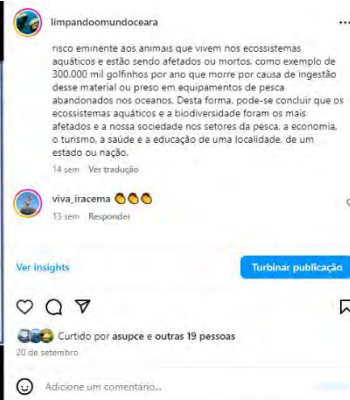 limpandoomundoceara
risco eminente aos animais que vivem nos ecossistemas
aquáticos e estão sendo afetados ou mortos, como exemplo de
300.000 mil golfinhos por ano que morre por causa de ingestão
desse material ou preso em equipamentos de pesca
abandonados nos oceanos. Desta forma, pode-se concluir que os
ecossistemas aquáticos e a biodiversidade foram os mais
afetados e a nossa sociedade nos setores da pesca, a economia,
o turismo, a saúde e a educação de uma localidade, de um
estado ou nação.
14 sem Ver tradução
viva_iracema 👏👏👏
13 sem Responder
Ver insights
Turbinar publicação
Curtido por asupce e outras 19 pessoas
20 de setembro
Adicione um comentário...